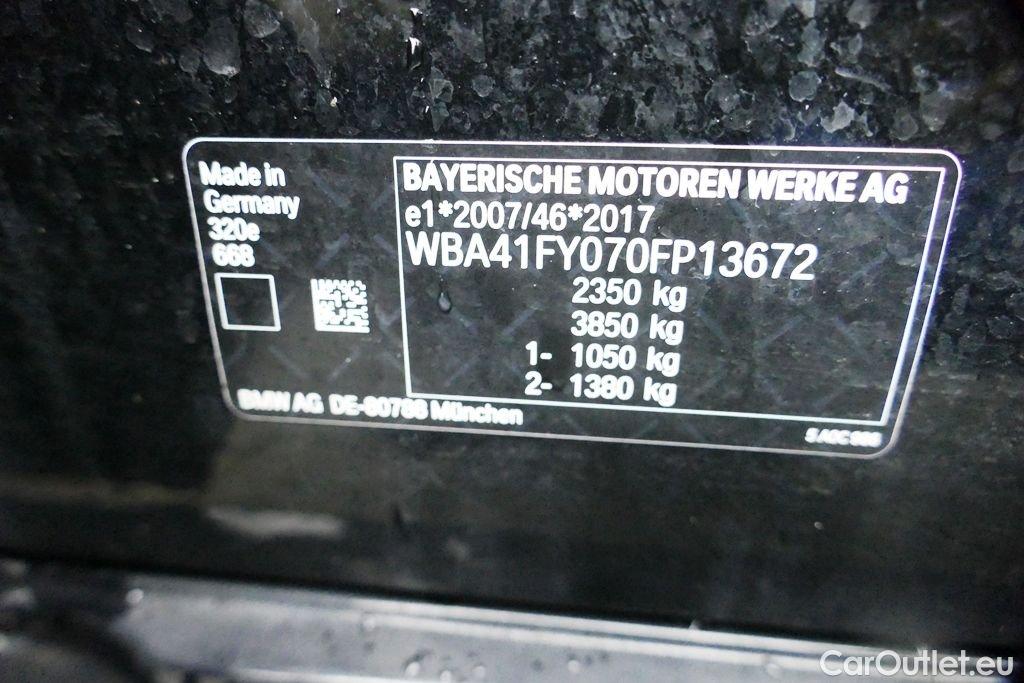 Made in
Germany
320e
668
BAYERISCHE MOTOREN WERKE AG
e1*2007/46*2017
WBA41FY070FP13672
2350 kg
3850 kg
1- 1050 kg
2- 1380 kg
BMW AG DE-80788 München
CarOutlet.eu